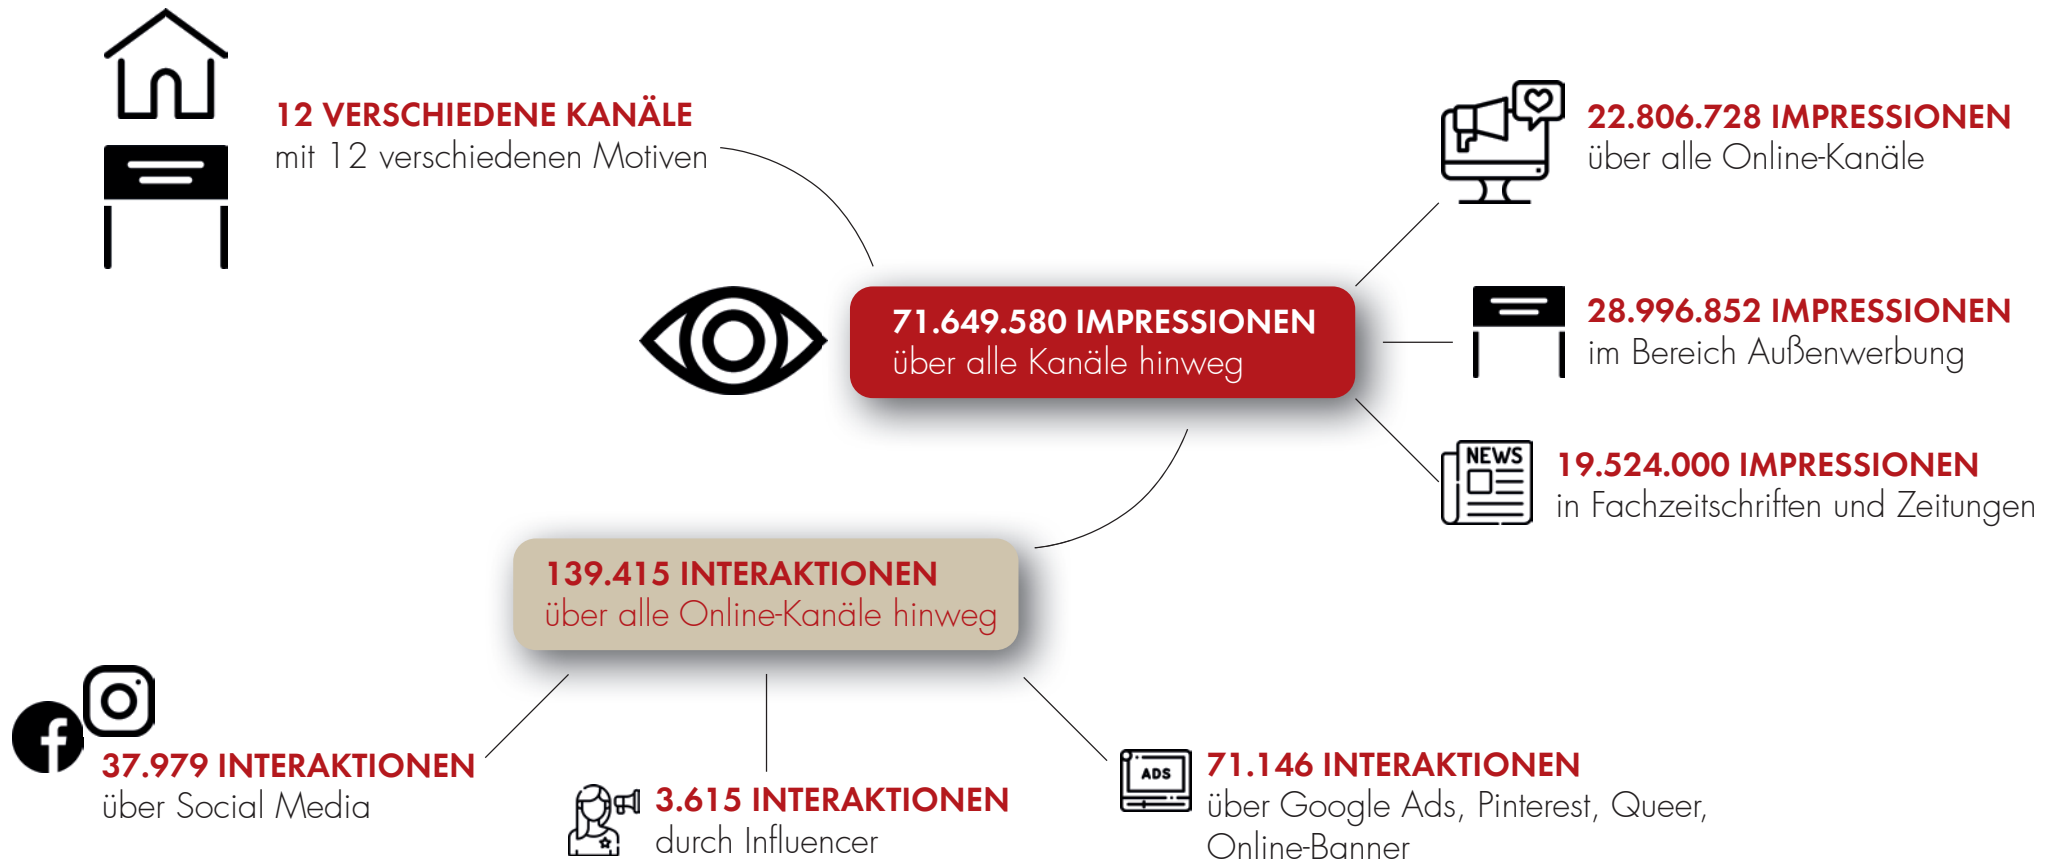 12 VERSCHIEDENE KANÄLE
mit 12 verschiedenen Motiven
22.806.728 IMPRESSIONEN
über alle Online-Kanäle
71.649.580 IMPRESSIONEN
über alle Kanäle hinweg
28.996.852 IMPRESSIONEN
im Bereich Außenwerbung
NEWS
19.524.000 IMPRESSIONEN
in Fachzeitschriften und Zeitungen
139.415 INTERAKTIONEN
über alle Online-Kanäle hinweg
37.979 INTERAKTIONEN
über Social Media
3.615 INTERAKTIONEN
durch Influencer
ADS
71.146 INTERAKTIONEN
über Google Ads, Pinterest, Queer,
Online-Banner